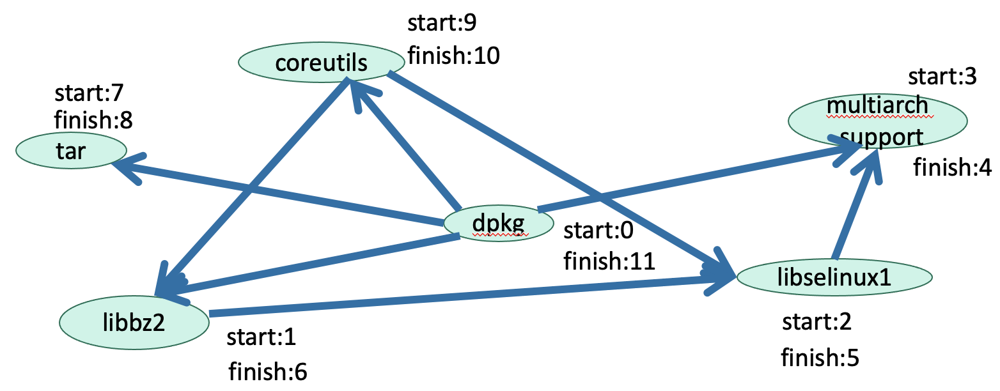 start:9
finish:10
coreutils
start:7
finish:8
tar
start:3
multiarch
support
finish:4
dpkg
start:0
finish:11
libselinux1
start:2
finish:5
libbz2
start:1
finish:6